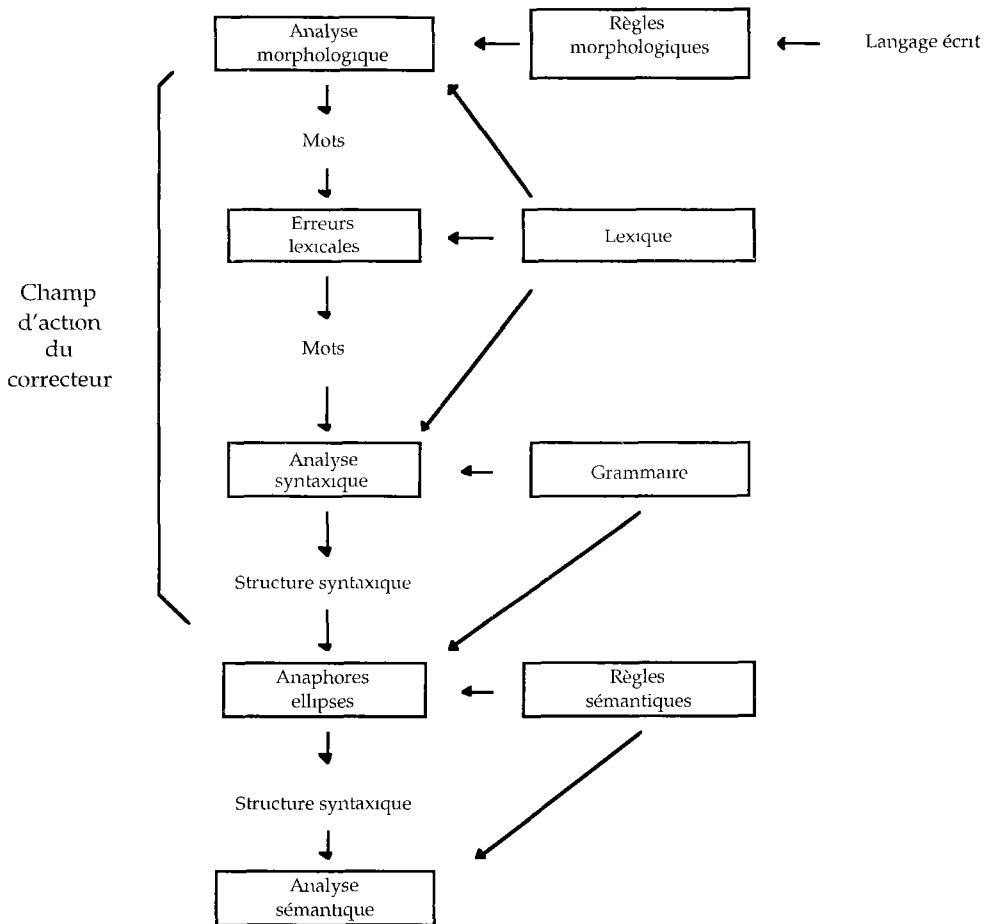 Analyse
morphologique
Règles
morphologiques
Langage écrit
Mots
Erreurs
lexicales
Lexique
Champ
d'action
du
correcteur
Mots
Analyse
syntaxique
Grammaire
Structure syntaxique
Anaphores
ellipses
Règles
sémantiques
Structure syntaxique
Analyse
sémantique